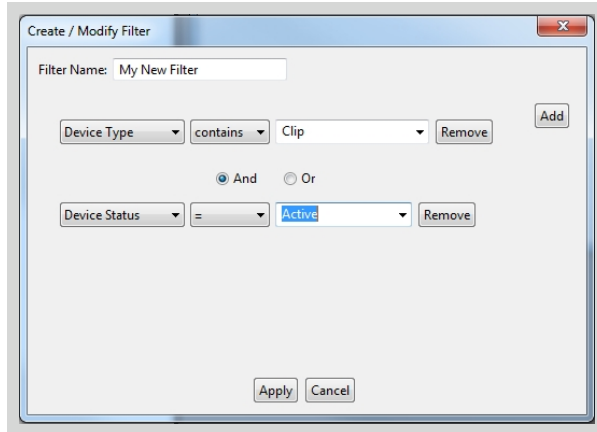 Create / Modify Filter
Filter Name: My New Filter
Add
Device Type contains Clip Remove
And Or
Device Status = Active Remove
Apply Cancel